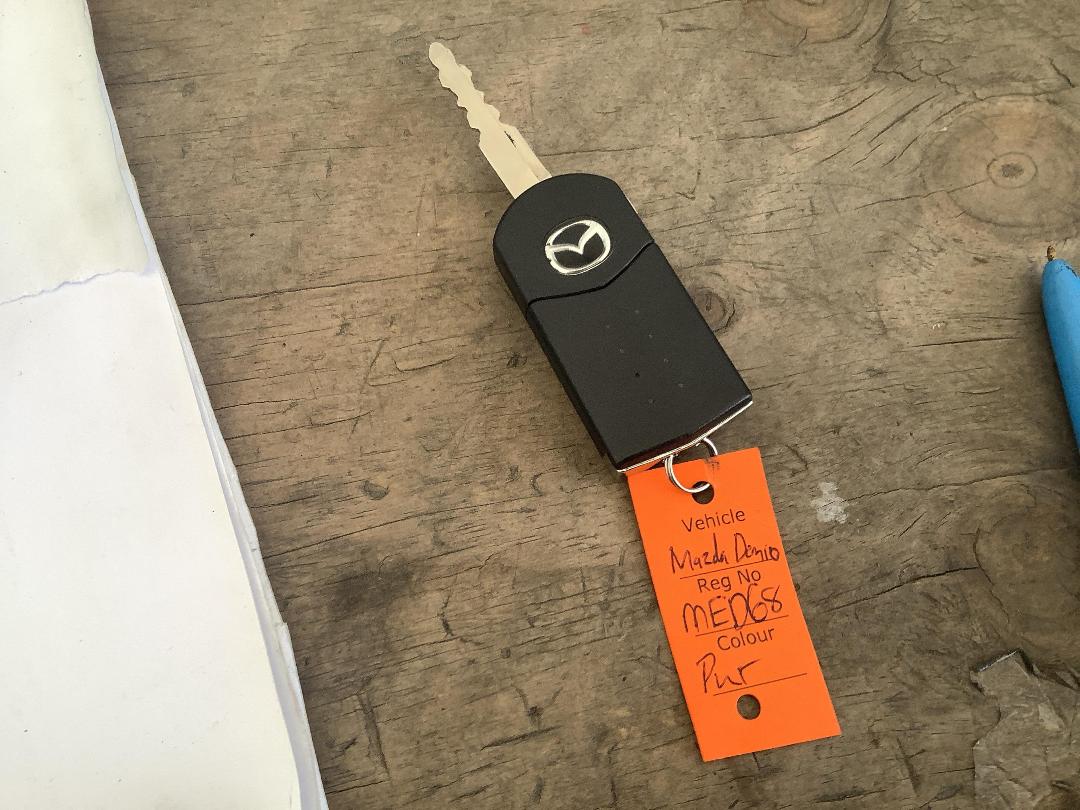 Vehicle
Mazda Demio
Reg No
MED68
Colour
Pur